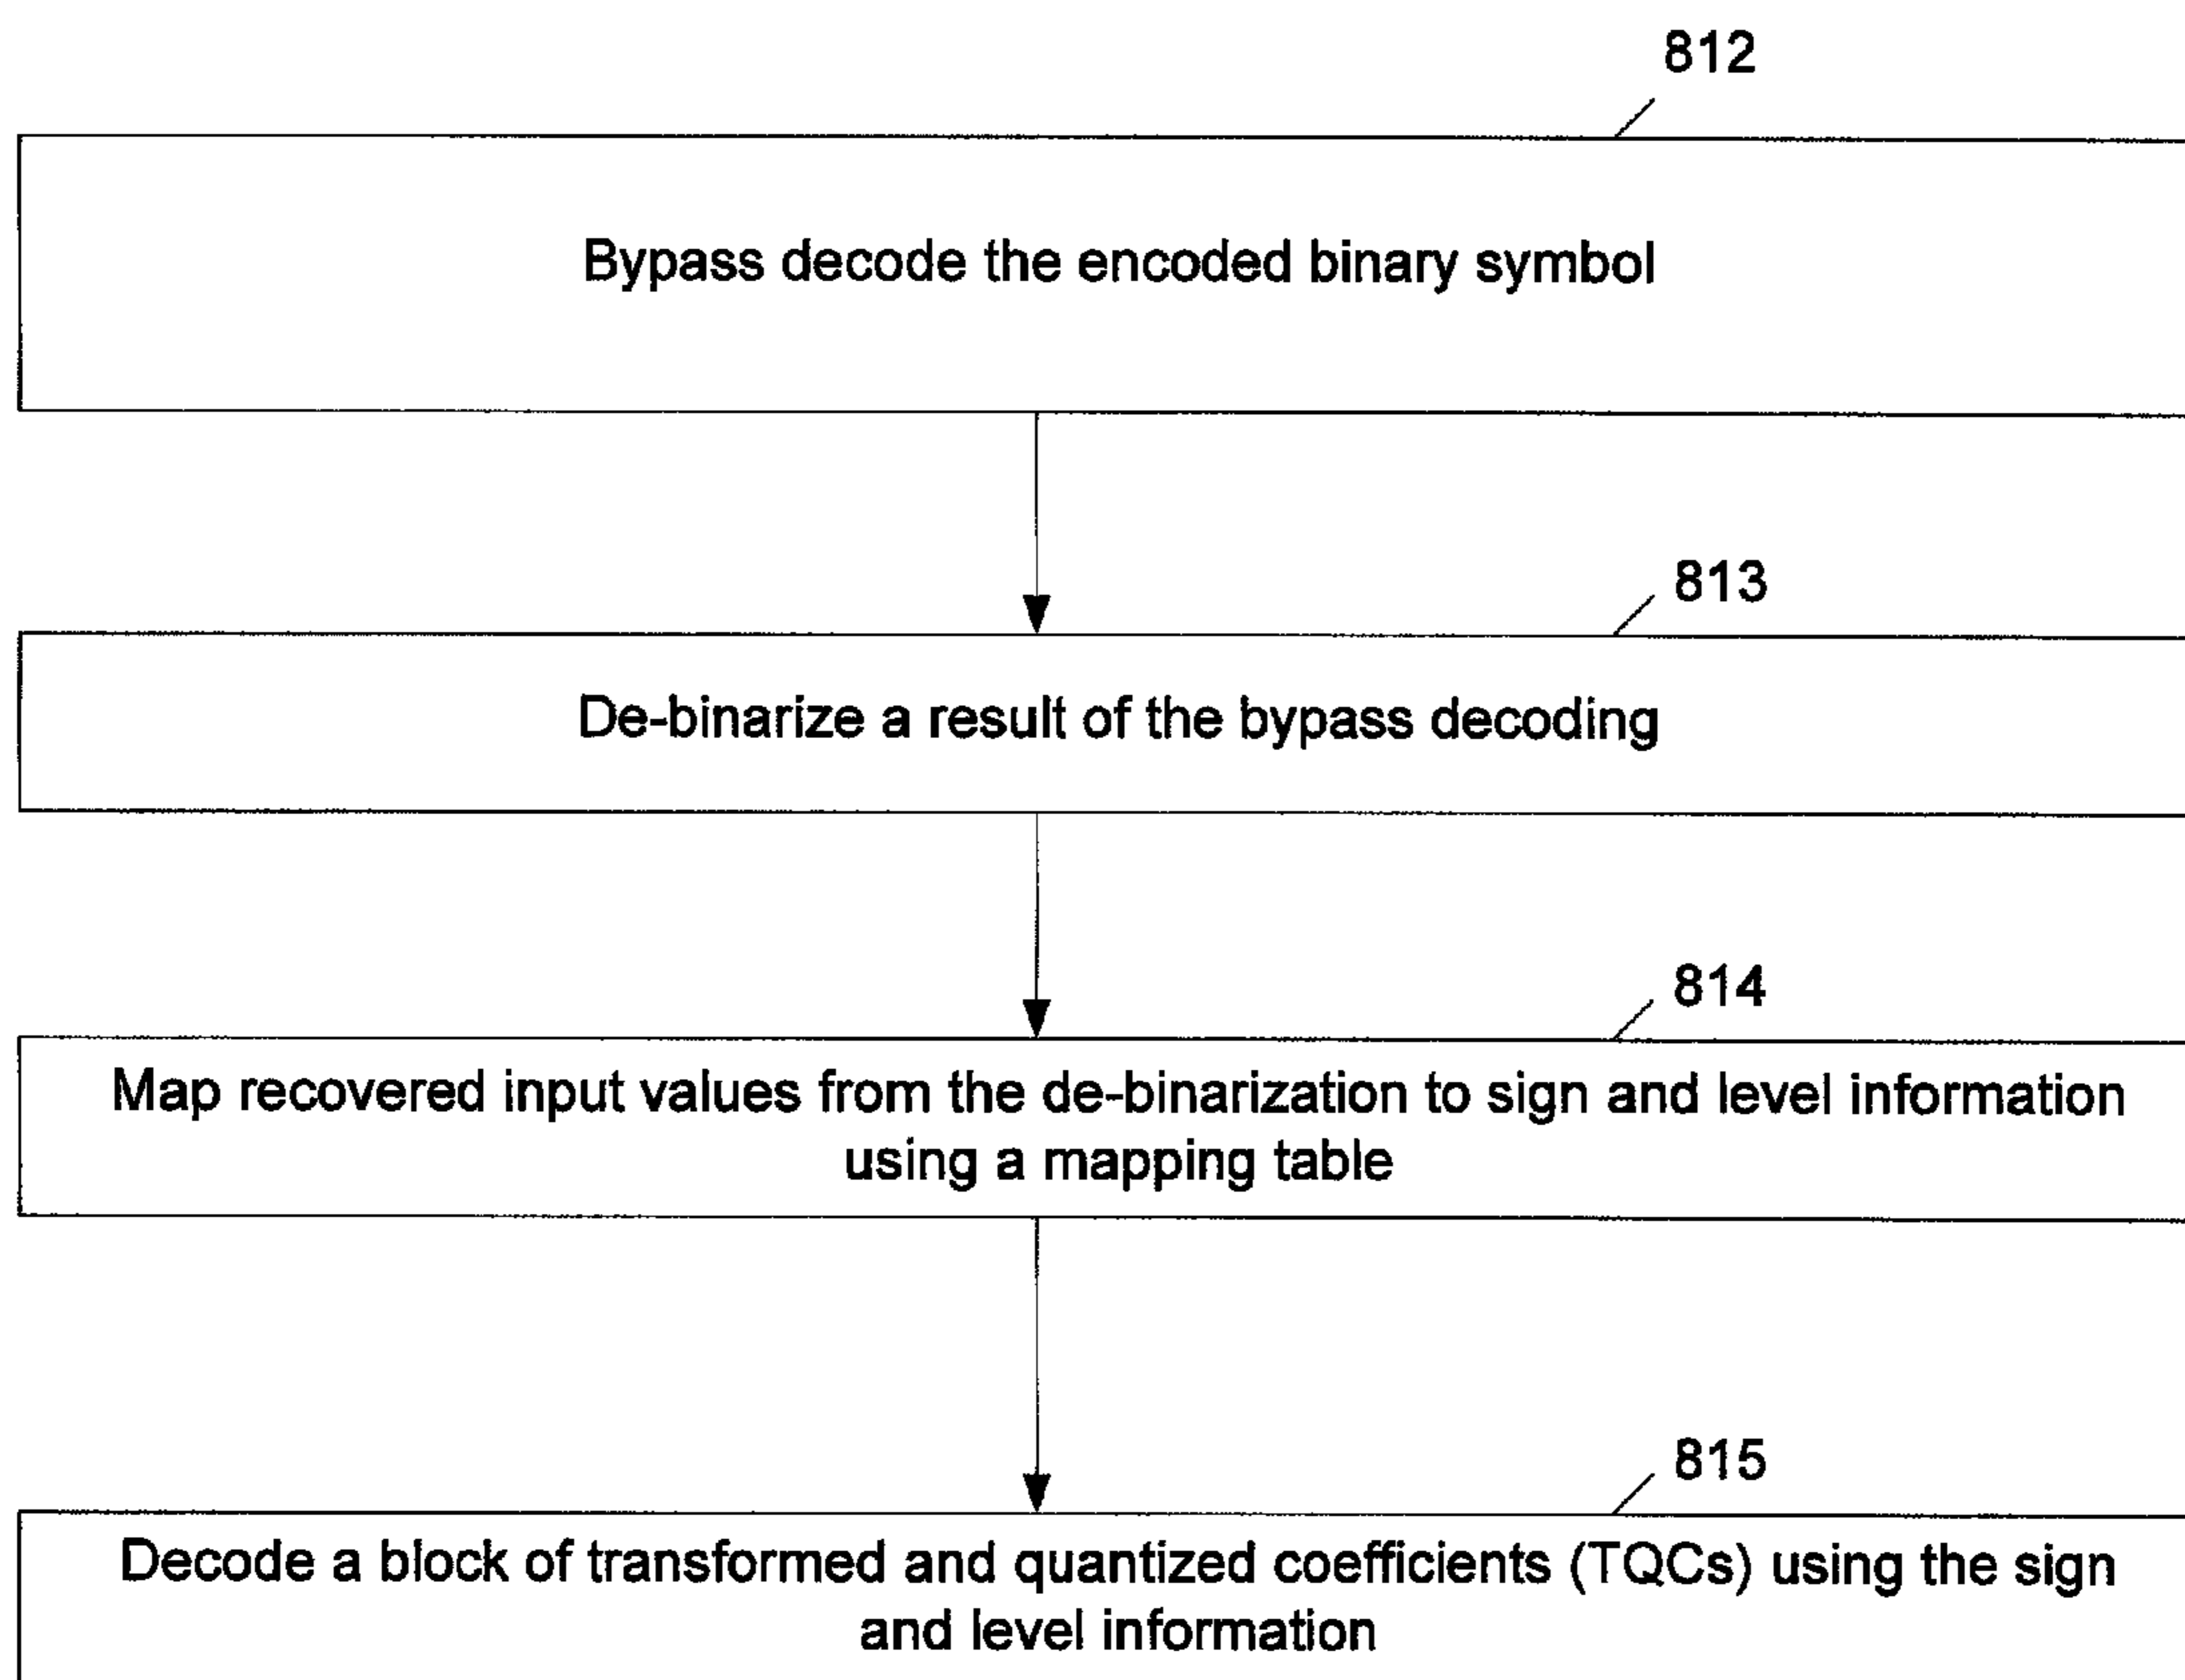 812
Bypass decode the encoded binary symbol
813
De-binarize a result of the bypass decoding
814
Map recovered input values from the de-binarization to sign and level information
using a mapping table
815
Decode a block of transformed and quantized coefficients (TQCs) using the sign
and level information